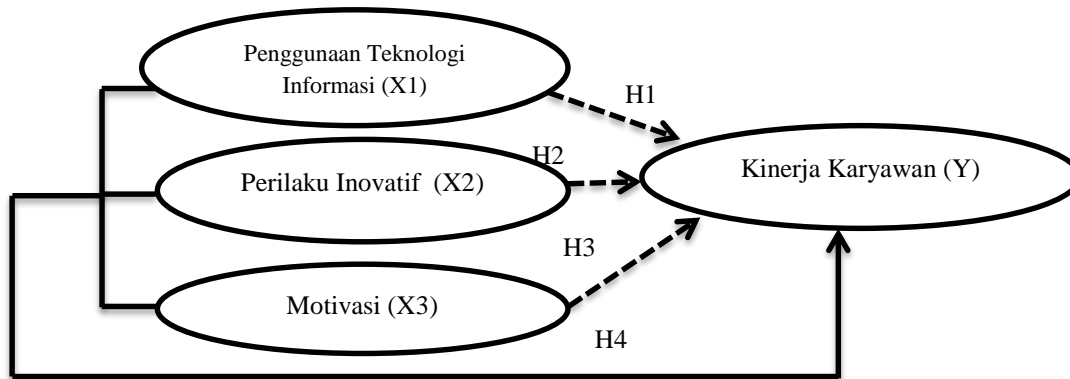 Penggunaan Teknologi
Informasi (X1)
H1
H2
Perilaku Inovatif (X2)
Kinerja Karyawan (Y)
H3
Motivasi (X3)
H4